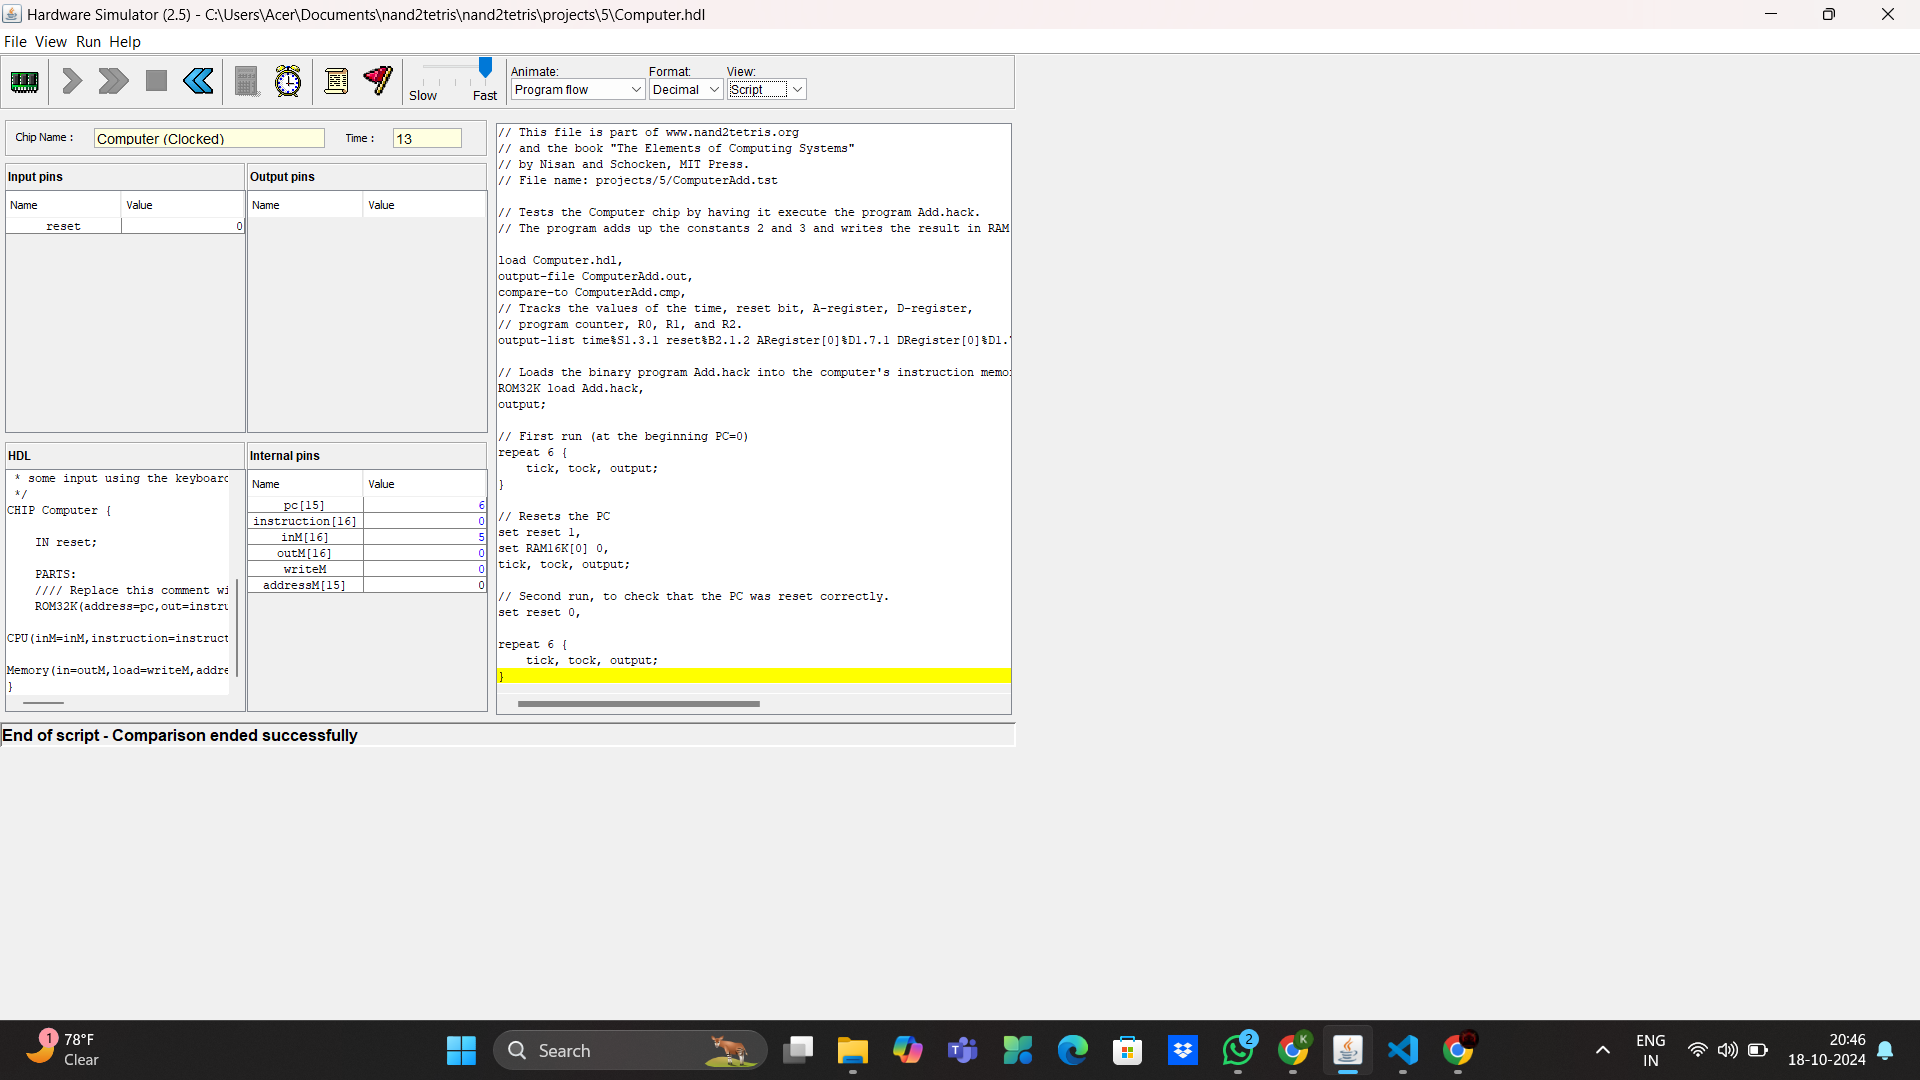 Hardware Simulator (2.5) - C:\Users\Acer\Documents\nand2tetris\nand2tetris\projects\5\Computer.hdl
File View Run Help
Slow Fast
Animate: Format: View:
Program flow Decimal Script
Chip Name : Computer (Clocked) Time : 13
Input pins
Name Value
reset 0
Output pins
Name Value
HDL
* some input using the keyboard
*/
CHIP Computer {
IN reset;
PARTS:
//// Replace this comment wi
ROM32K(address=pc,out=instru
CPU(inM=inM,instruction=instruct
Memory(in=outM,load=writeM,addre
}
Internal pins
Name Value
pc[15] 6
instruction[16] 0
inM[16] 5
outM[16] 0
writeM 0
addressM[15] 0
// This file is part of www.nand2tetris.org
// and the book "The Elements of Computing Systems"
// by Nisan and Schocken, MIT Press.
// File name: projects/5/ComputerAdd.tst
// Tests the Computer chip by having it execute the program Add.hack.
// The program adds up the constants 2 and 3 and writes the result in RAM
load Computer.hdl,
output-file ComputerAdd.out,
compare-to ComputerAdd.cmp,
// Tracks the values of the time, reset bit, A-register, D-register,
// program counter, R0, R1, and R2.
output-list time%S1.3.1 reset%B2.1.2 ARegister[0]%D1.7.1 DRegister[0]%D1.
// Loads the binary program Add.hack into the computer's instruction memo
ROM32K load Add.hack,
output;
// First run (at the beginning PC=0)
repeat 6 {
tick, tock, output;
}
// Resets the PC
set reset 1,
set RAM16K[0] 0,
tick, tock, output;
// Second run, to check that the PC was reset correctly.
set reset 0,
repeat 6 {
tick, tock, output;
}
End of script - Comparison ended successfully
1
78°F
Clear
Search
2
K
ENG
IN
20:46
18-10-2024